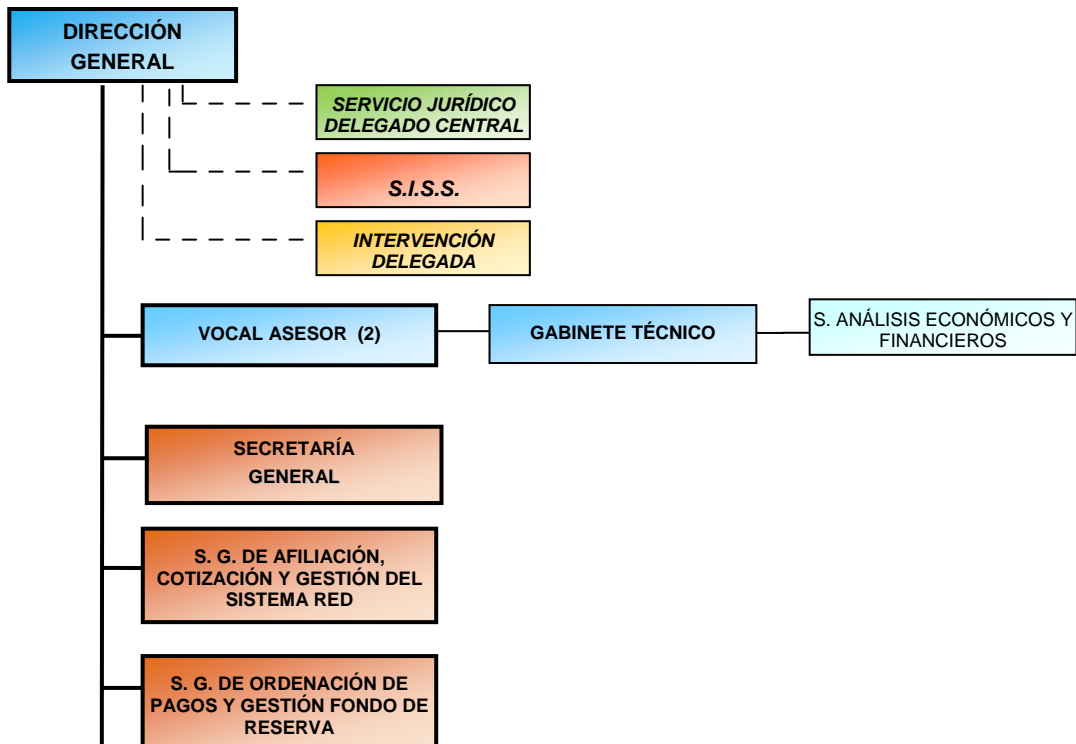 DIRECCIÓN
GENERAL
SERVICIO JURÍDICO
DELEGADO CENTRAL
S.I.S.S.
INTERVENCIÓN
DELEGADA
VOCAL ASESOR (2)
GABINETE TÉCNICO
S. ANÁLISIS ECONÓMICOS Y
FINANCIEROS
SECRETARÍA
GENERAL
S. G. DE AFILIACIÓN,
COTIZACIÓN Y GESTIÓN DEL
SISTEMA RED
S. G. DE ORDENACIÓN DE
PAGOS Y GESTIÓN FONDO DE
RESERVA